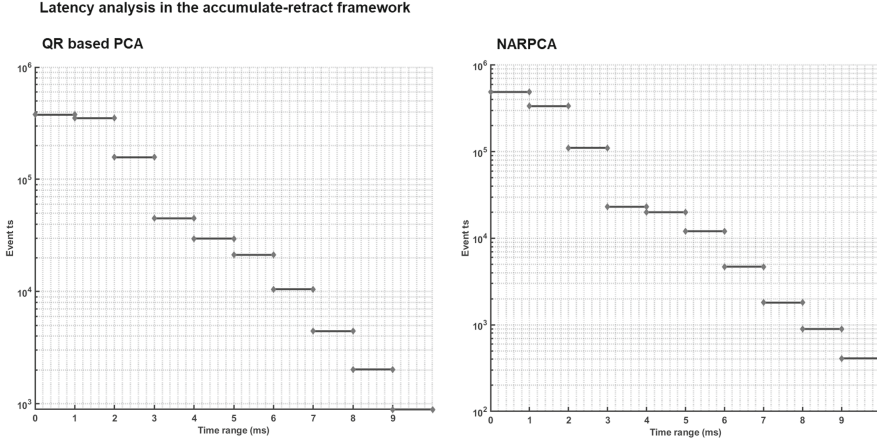 Latency analysis in the accumulate-retract framework
QR based PCA
10^6
10^5
10^4
10^3
Event ts
0 1 2 3 4 5 6 7 8 9
Time range (ms)
NARPCA
10^6
10^5
10^4
10^3
10^2
Event ts
0 1 2 3 4 5 6 7 8 9
Time range (ms)